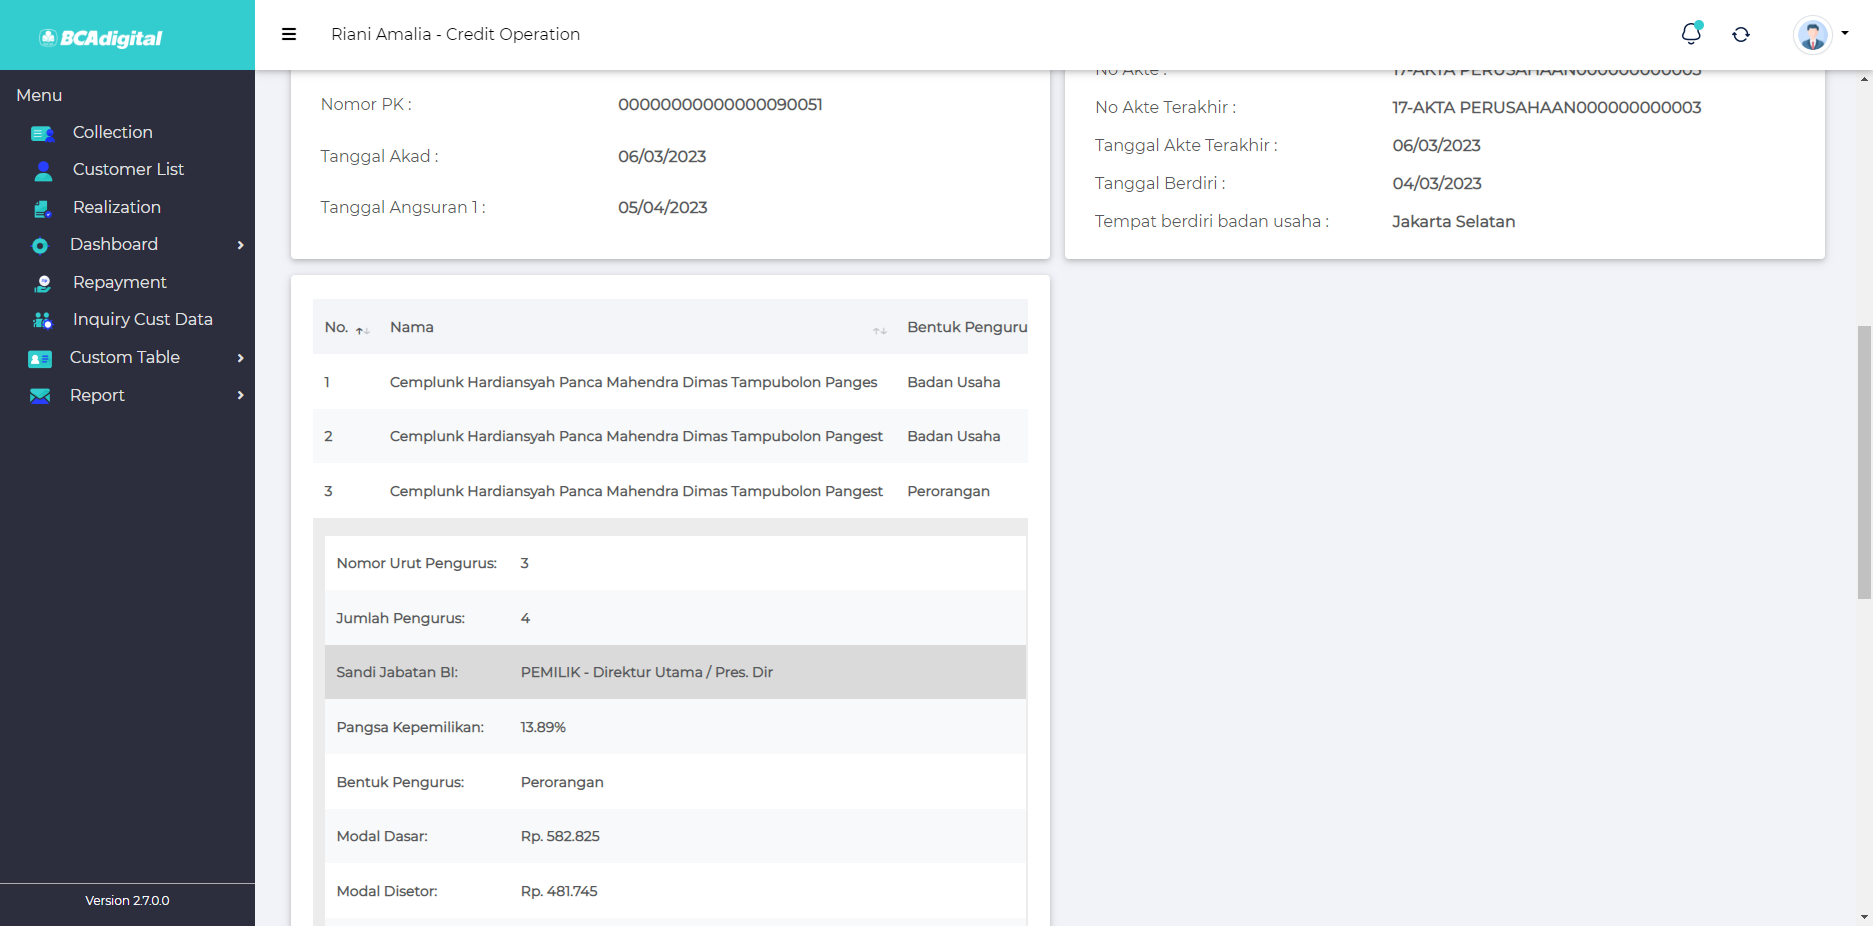 BCAdigital
Riani Amalia - Credit Operation
Menu
Collection
Customer List
Realization
Dashboard
Repayment
Inquiry Cust Data
Custom Table
Report
Version 2.7.0.0
Nomor PK : 00000000000000090051
Tanggal Akad : 06/03/2023
Tanggal Angsuran 1 : 05/04/2023
No Akte : 17-AKTA PERUSAHAAN000000000003
No Akte Terakhir : 17-AKTA PERUSAHAAN000000000003
Tanggal Akte Terakhir : 06/03/2023
Tanggal Berdiri : 04/03/2023
Tempat berdiri badan usaha : Jakarta Selatan
No. Nama Bentuk Penguru
1 Cemplunk Hardiansyah Panca Mahendra Dimas Tampubolon Panges Badan Usaha
2 Cemplunk Hardiansyah Panca Mahendra Dimas Tampubolon Pangest Badan Usaha
3 Cemplunk Hardiansyah Panca Mahendra Dimas Tampubolon Pangest Perorangan
Nomor Urut Pengurus: 3
Jumlah Pengurus: 4
Sandi Jabatan BI: PEMILIK - Direktur Utama / Pres. Dir
Pangsa Kepemilikan: 13.89%
Bentuk Pengurus: Perorangan
Modal Dasar: Rp. 582.825
Modal Disetor: Rp. 481.745